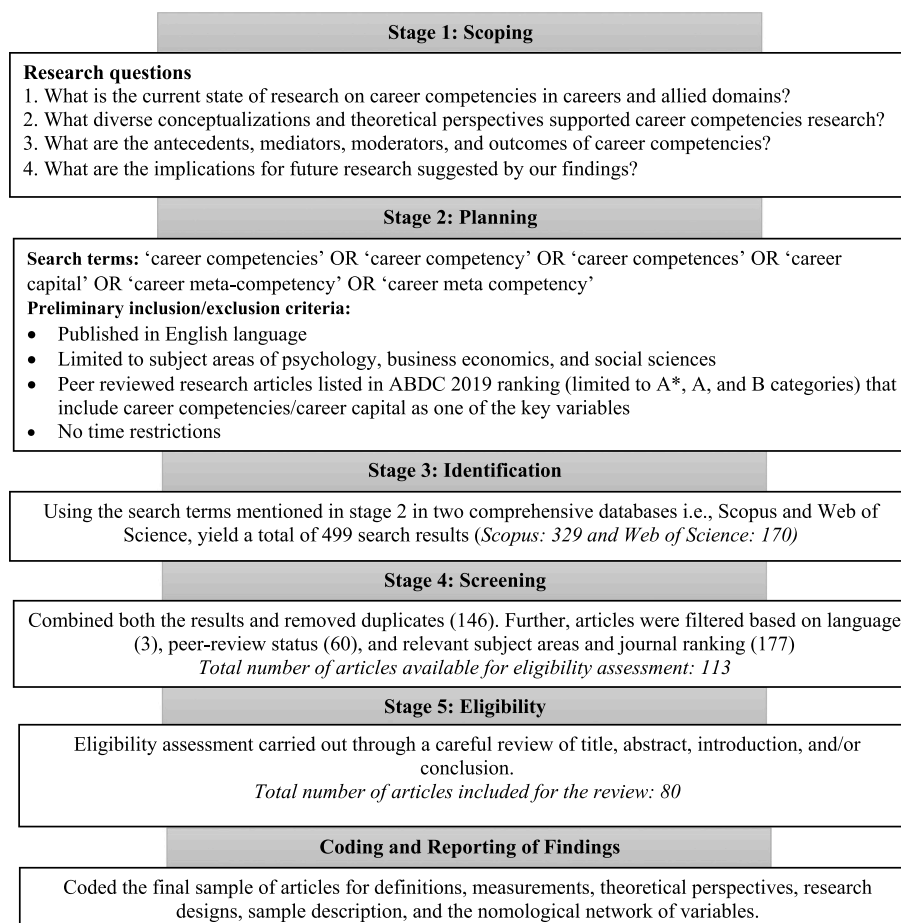 Stage 1: Scoping
Research questions
1. What is the current state of research on career competencies in careers and allied domains?
2. What diverse conceptualizations and theoretical perspectives supported career competencies research?
3. What are the antecedents, mediators, moderators, and outcomes of career competencies?
4. What are the implications for future research suggested by our findings?
Stage 2: Planning
Search terms: ‘career competencies’ OR ‘career competency’ OR ‘career competences’ OR ‘career
capital’ OR ‘career meta-competency’ OR ‘career meta competency’
Preliminary inclusion/exclusion criteria:
• Published in English language
• Limited to subject areas of psychology, business economics, and social sciences
• Peer reviewed research articles listed in ABDC 2019 ranking (limited to A*, A, and B categories) that
include career competencies/career capital as one of the key variables
• No time restrictions
Stage 3: Identification
Using the search terms mentioned in stage 2 in two comprehensive databases i.e., Scopus and Web of
Science, yield a total of 499 search results (Scopus: 329 and Web of Science: 170)
Stage 4: Screening
Combined both the results and removed duplicates (146). Further, articles were filtered based on language
(3), peer-review status (60), and relevant subject areas and journal ranking (177)
Total number of articles available for eligibility assessment: 113
Stage 5: Eligibility
Eligibility assessment carried out through a careful review of title, abstract, introduction, and/or
conclusion.
Total number of articles included for the review: 80
Coding and Reporting of Findings
Coded the final sample of articles for definitions, measurements, theoretical perspectives, research
designs, sample description, and the nomological network of variables.